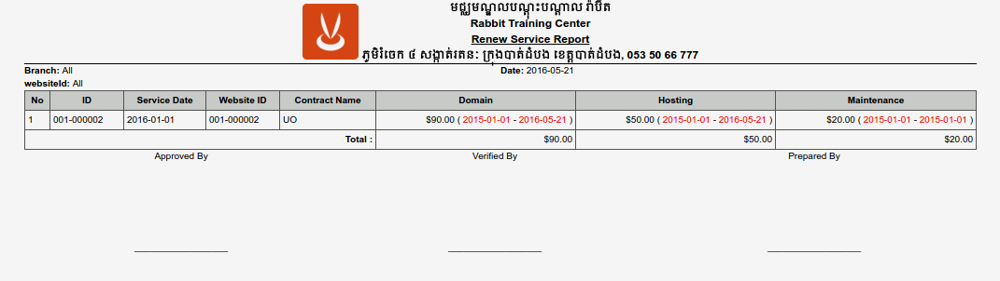 មជ្ឈមណ្ឌលបណ្តុះបណ្តាល រ៉ាប៊ីត
Rabbit Training Center
Renew Service Report
ភូមិរំចេក ៤ សង្កាត់រតនៈ ក្រុងបាត់ដំបង ខេត្តបាត់ដំបង, 053 50 66 777
Branch: All Date: 2016-05-21
websiteId: All
No ID Service Date Website ID Contract Name Domain Hosting Maintenance
1 001-000002 2016-01-01 001-000002 UO $90.00 ( 2015-01-01 - 2016-05-21 ) $50.00 ( 2015-01-01 - 2016-05-21 ) $20.00 ( 2015-01-01 - 2015-01-01 )
Total : $90.00 $50.00 $20.00
Approved By Verified By Prepared By